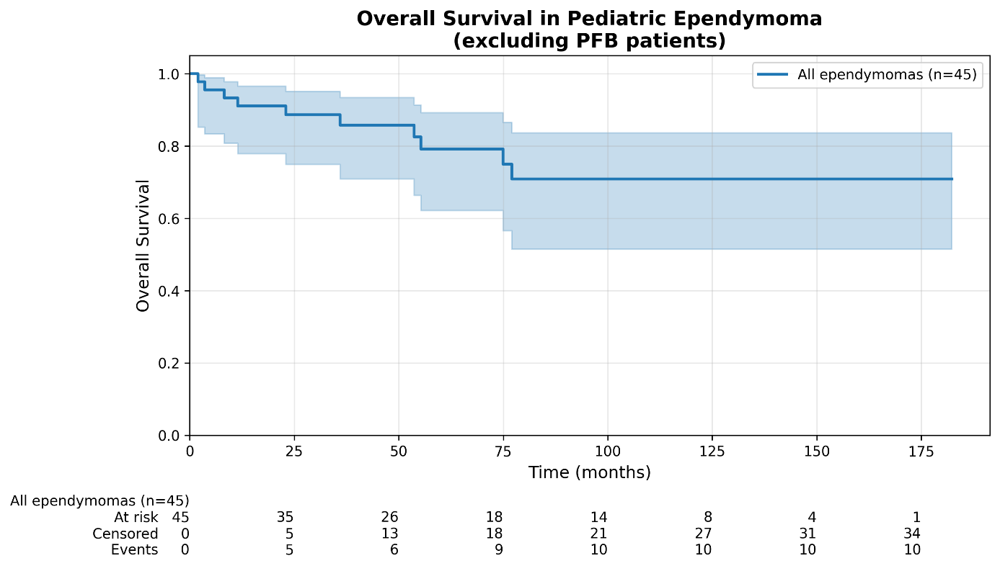 Overall Survival in Pediatric Ependymoma
(excluding PFB patients)
All ependymomas (n=45)
1.0
0.8
0.6
0.4
0.2
0.0
Overall Survival
0 25 50 75 100 125 150 175
Time (months)
All ependymomas (n=45)
At risk 45 35 26 18 14 8 4 1
Censored 0 5 13 18 21 27 31 34
Events 0 5 6 9 10 10 10 10